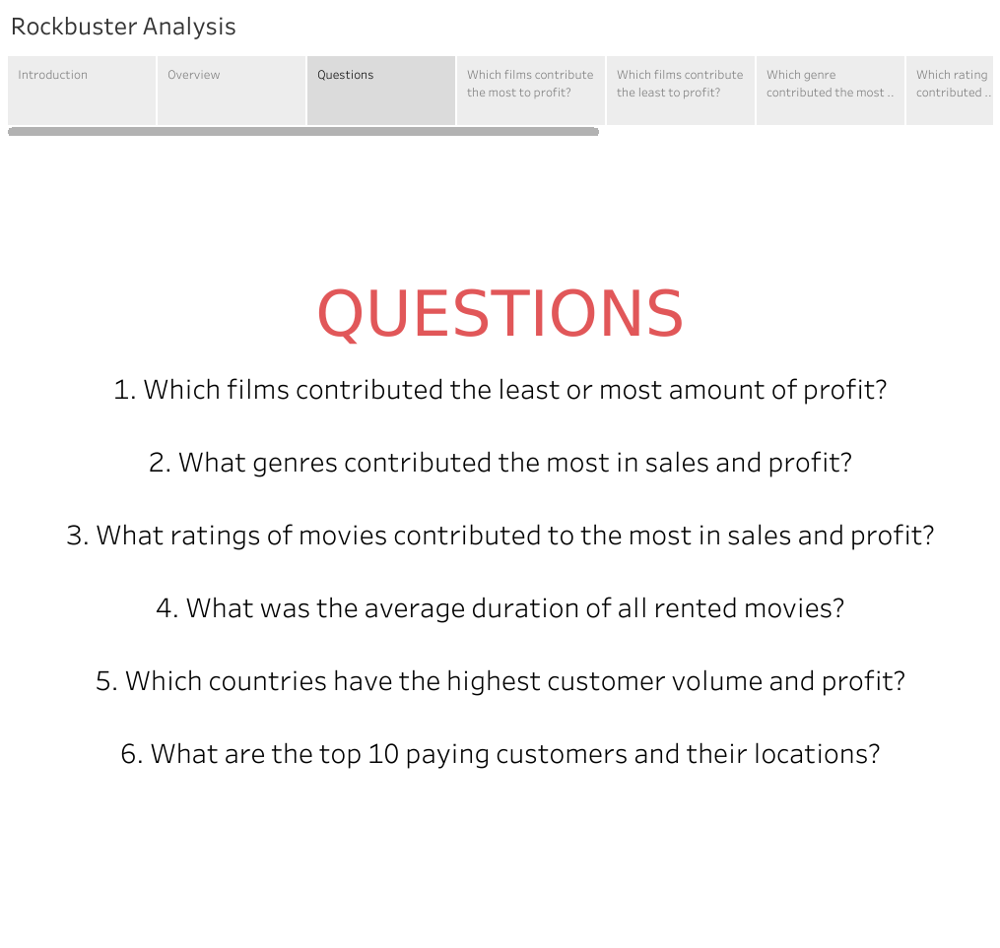 Rockbuster Analysis
Introduction
Overview
Questions
Which films contribute
the most to profit?
Which films contribute
the least to profit?
Which genre
contributed the most ..
Which rating
contributed ..
QUESTIONS
1. Which films contributed the least or most amount of profit?
2. What genres contributed the most in sales and profit?
3. What ratings of movies contributed to the most in sales and profit?
4. What was the average duration of all rented movies?
5. Which countries have the highest customer volume and profit?
6. What are the top 10 paying customers and their locations?